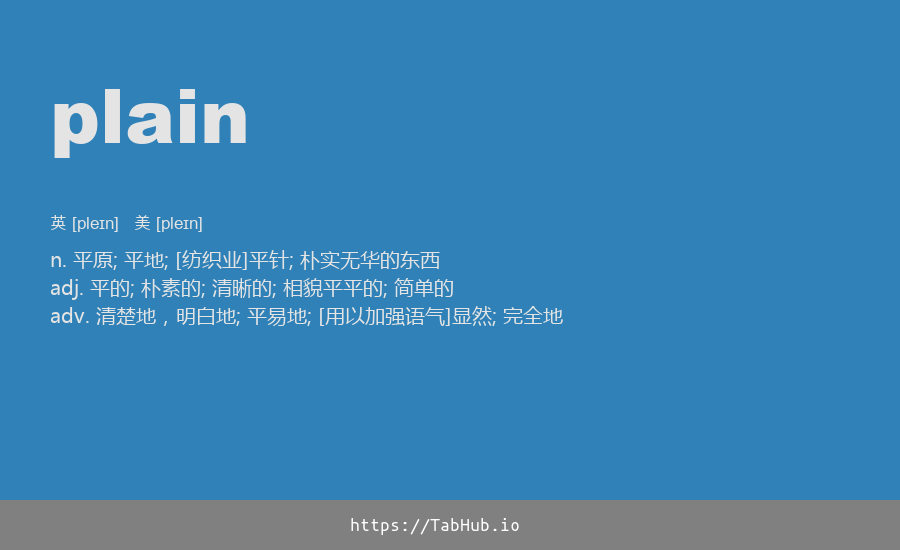 plain
英 [pleɪn] 美 [pleɪn]
n. 平原; 平地; [纺织业]平针; 朴实无华的东西
adj. 平的; 朴素的; 清晰的; 相貌平平的; 简单的
adv. 清楚地，明白地; 平易地; [用以加强语气]显然; 完全地
https://TabHub.io